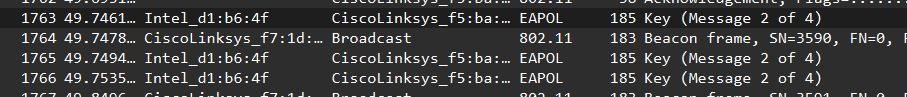 1763 49.7461… Intel_d1:b6:4f CiscoLinksys_f5:ba:… EAPOL 185 Key (Message 2 of 4)
1764 49.7478… CiscoLinksys_f7:1d:… Broadcast 802.11 183 Beacon frame, SN=3590, FN=0,
1765 49.7494… Intel_d1:b6:4f CiscoLinksys_f5:ba:… EAPOL 185 Key (Message 2 of 4)
1766 49.7535… Intel_d1:b6:4f CiscoLinksys_f5:ba:… EAPOL 185 Key (Message 2 of 4)